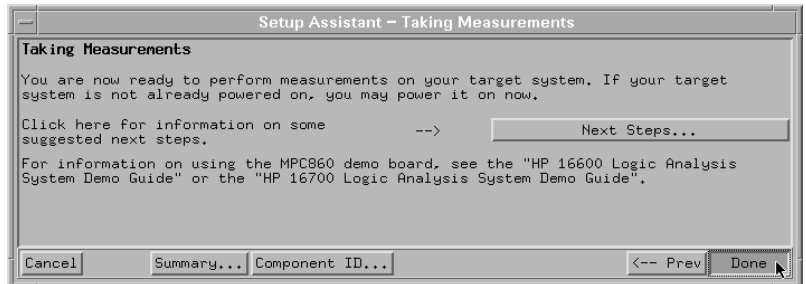 Setup Assistant – Taking Measurements
Taking Measurements
You are now ready to perform measurements on your target system. If your target
system is not already powered on, you may power it on now.
Click here for information on some
suggested next steps.
--> Next Steps...
For information on using the MPC860 demo board, see the "HP 16600 Logic Analysis
System Demo Guide" or the "HP 16700 Logic Analysis System Demo Guide".
Cancel Summary... Component ID... <-- Prev Done